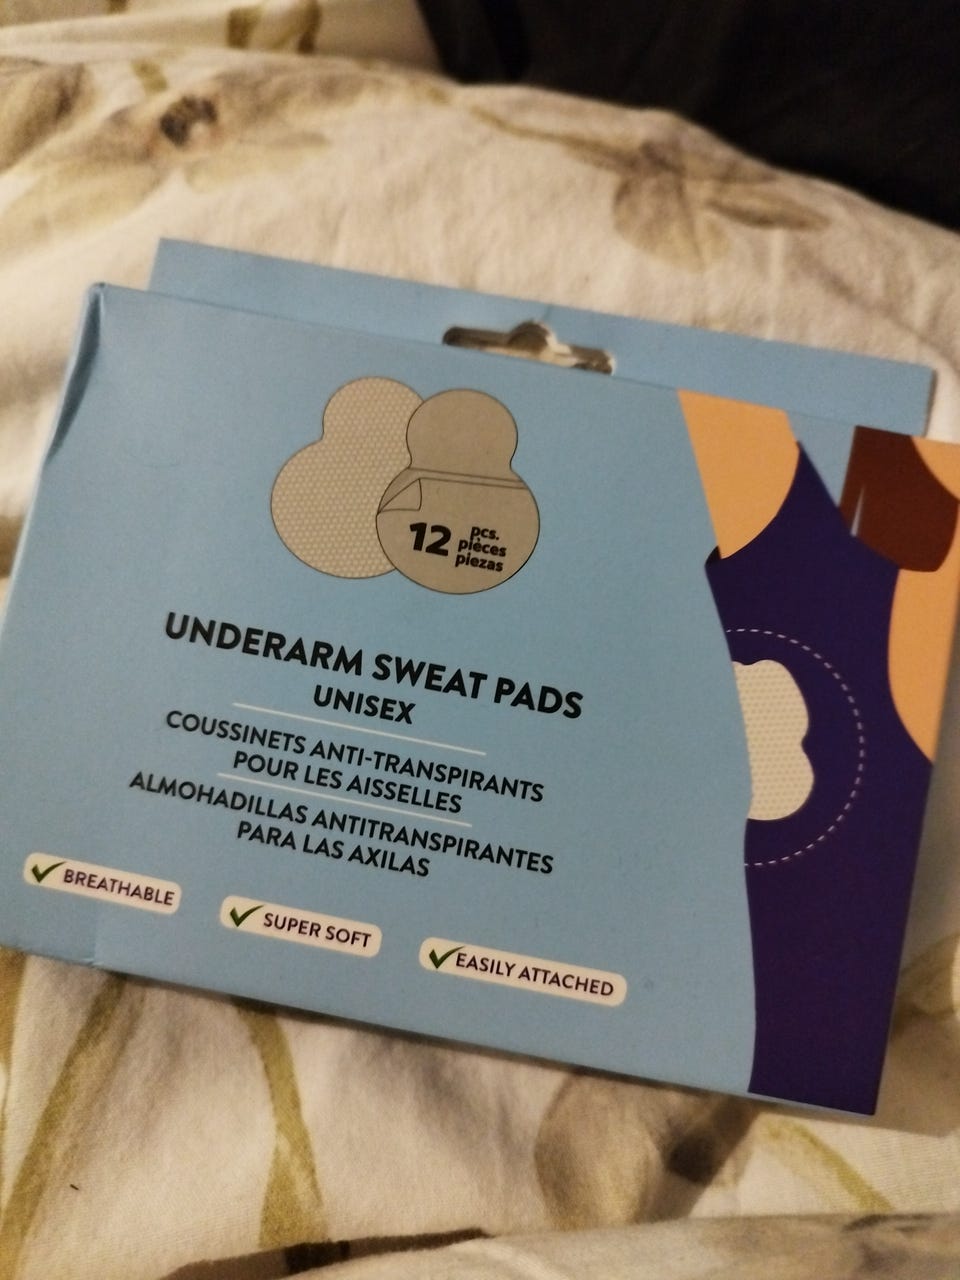 12
pcs.
pièces
piezas
UNDERARM SWEAT PADS
UNISEX
COUSSINETS ANTI-TRANSPIRANTS
POUR LES AISSELLES
ALMOHADILLAS ANTITRANSPIRANTES
PARA LAS AXILAS
BREATHABLE
SUPER SOFT
EASILY ATTACHED